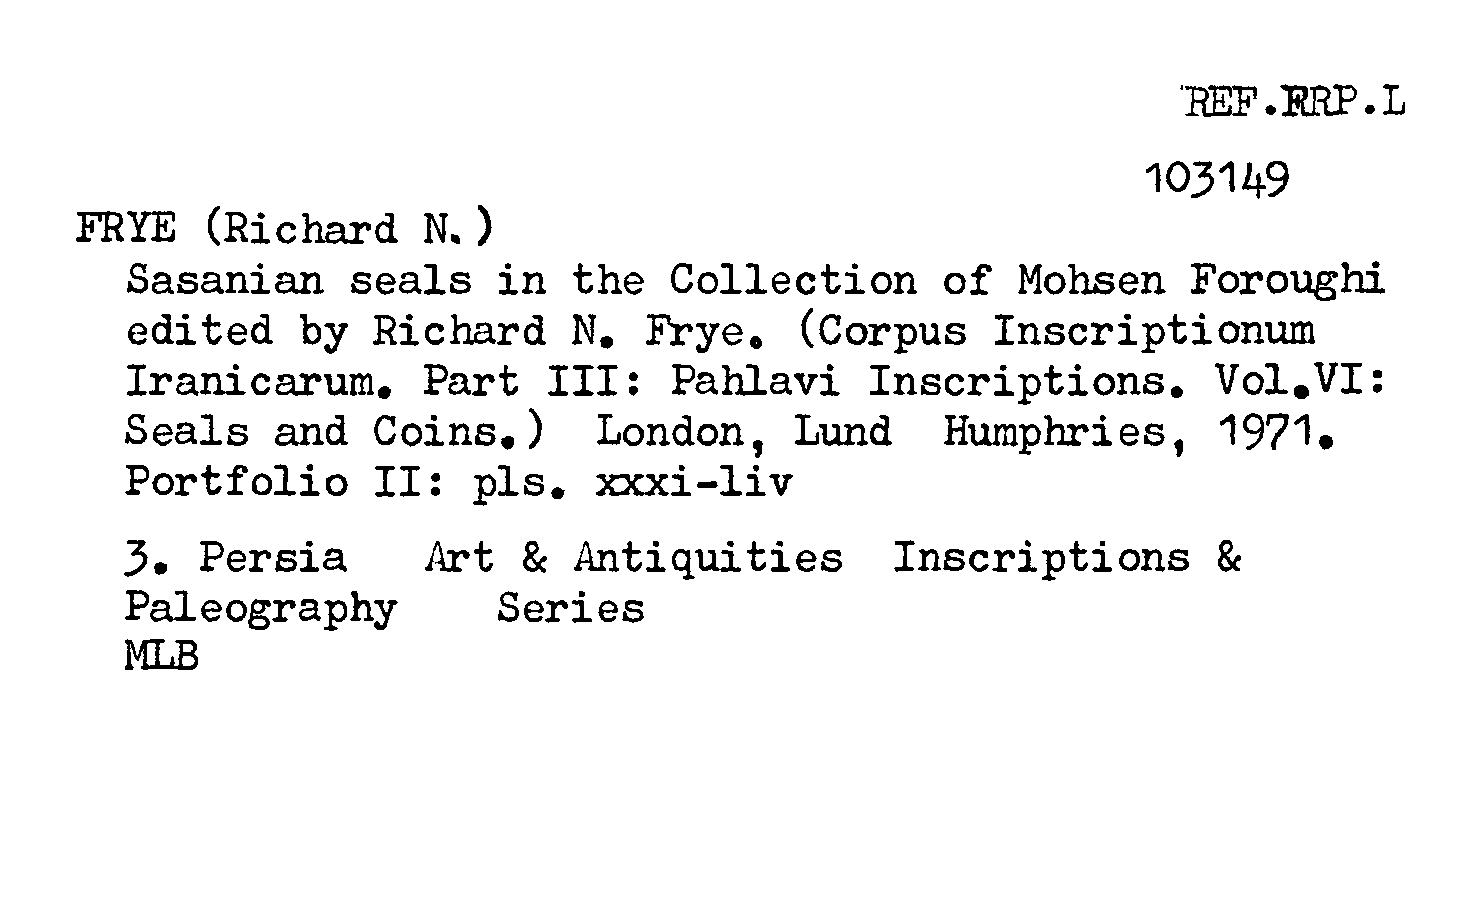 REF.FRP.L
103149
FRYE (Richard N.)
Sasanian seals in the Collection of Mohsen Foroughi
edited by Richard N. Frye. (Corpus Inscriptionum
Iranicarum. Part III: Pahlavi Inscriptions. Vol.VI:
Seals and Coins.) London, Lund Humphries, 1971.
Portfolio II: pls. xxxi-liv
3. Persia Art & Antiquities Inscriptions &
Paleography Series
MLB